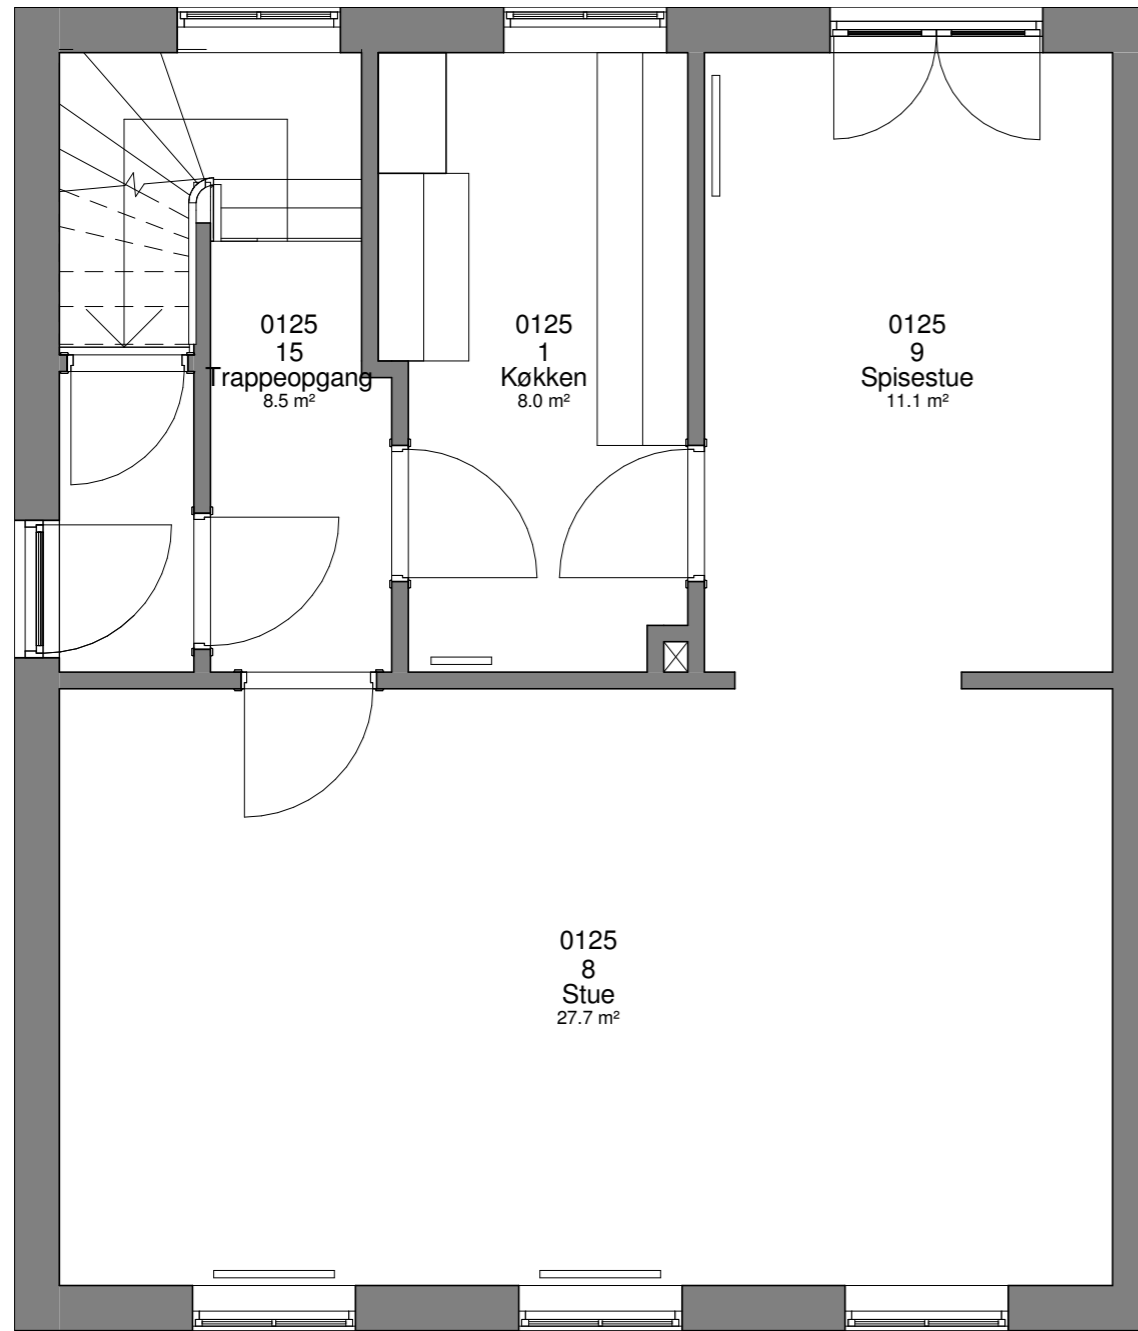 0125
15
Trappeopgang
8.5 m²
0125
1
Køkken
8.0 m²
0125
9
Spisestue
11.1 m²
0125
8
Stue
27.7 m²